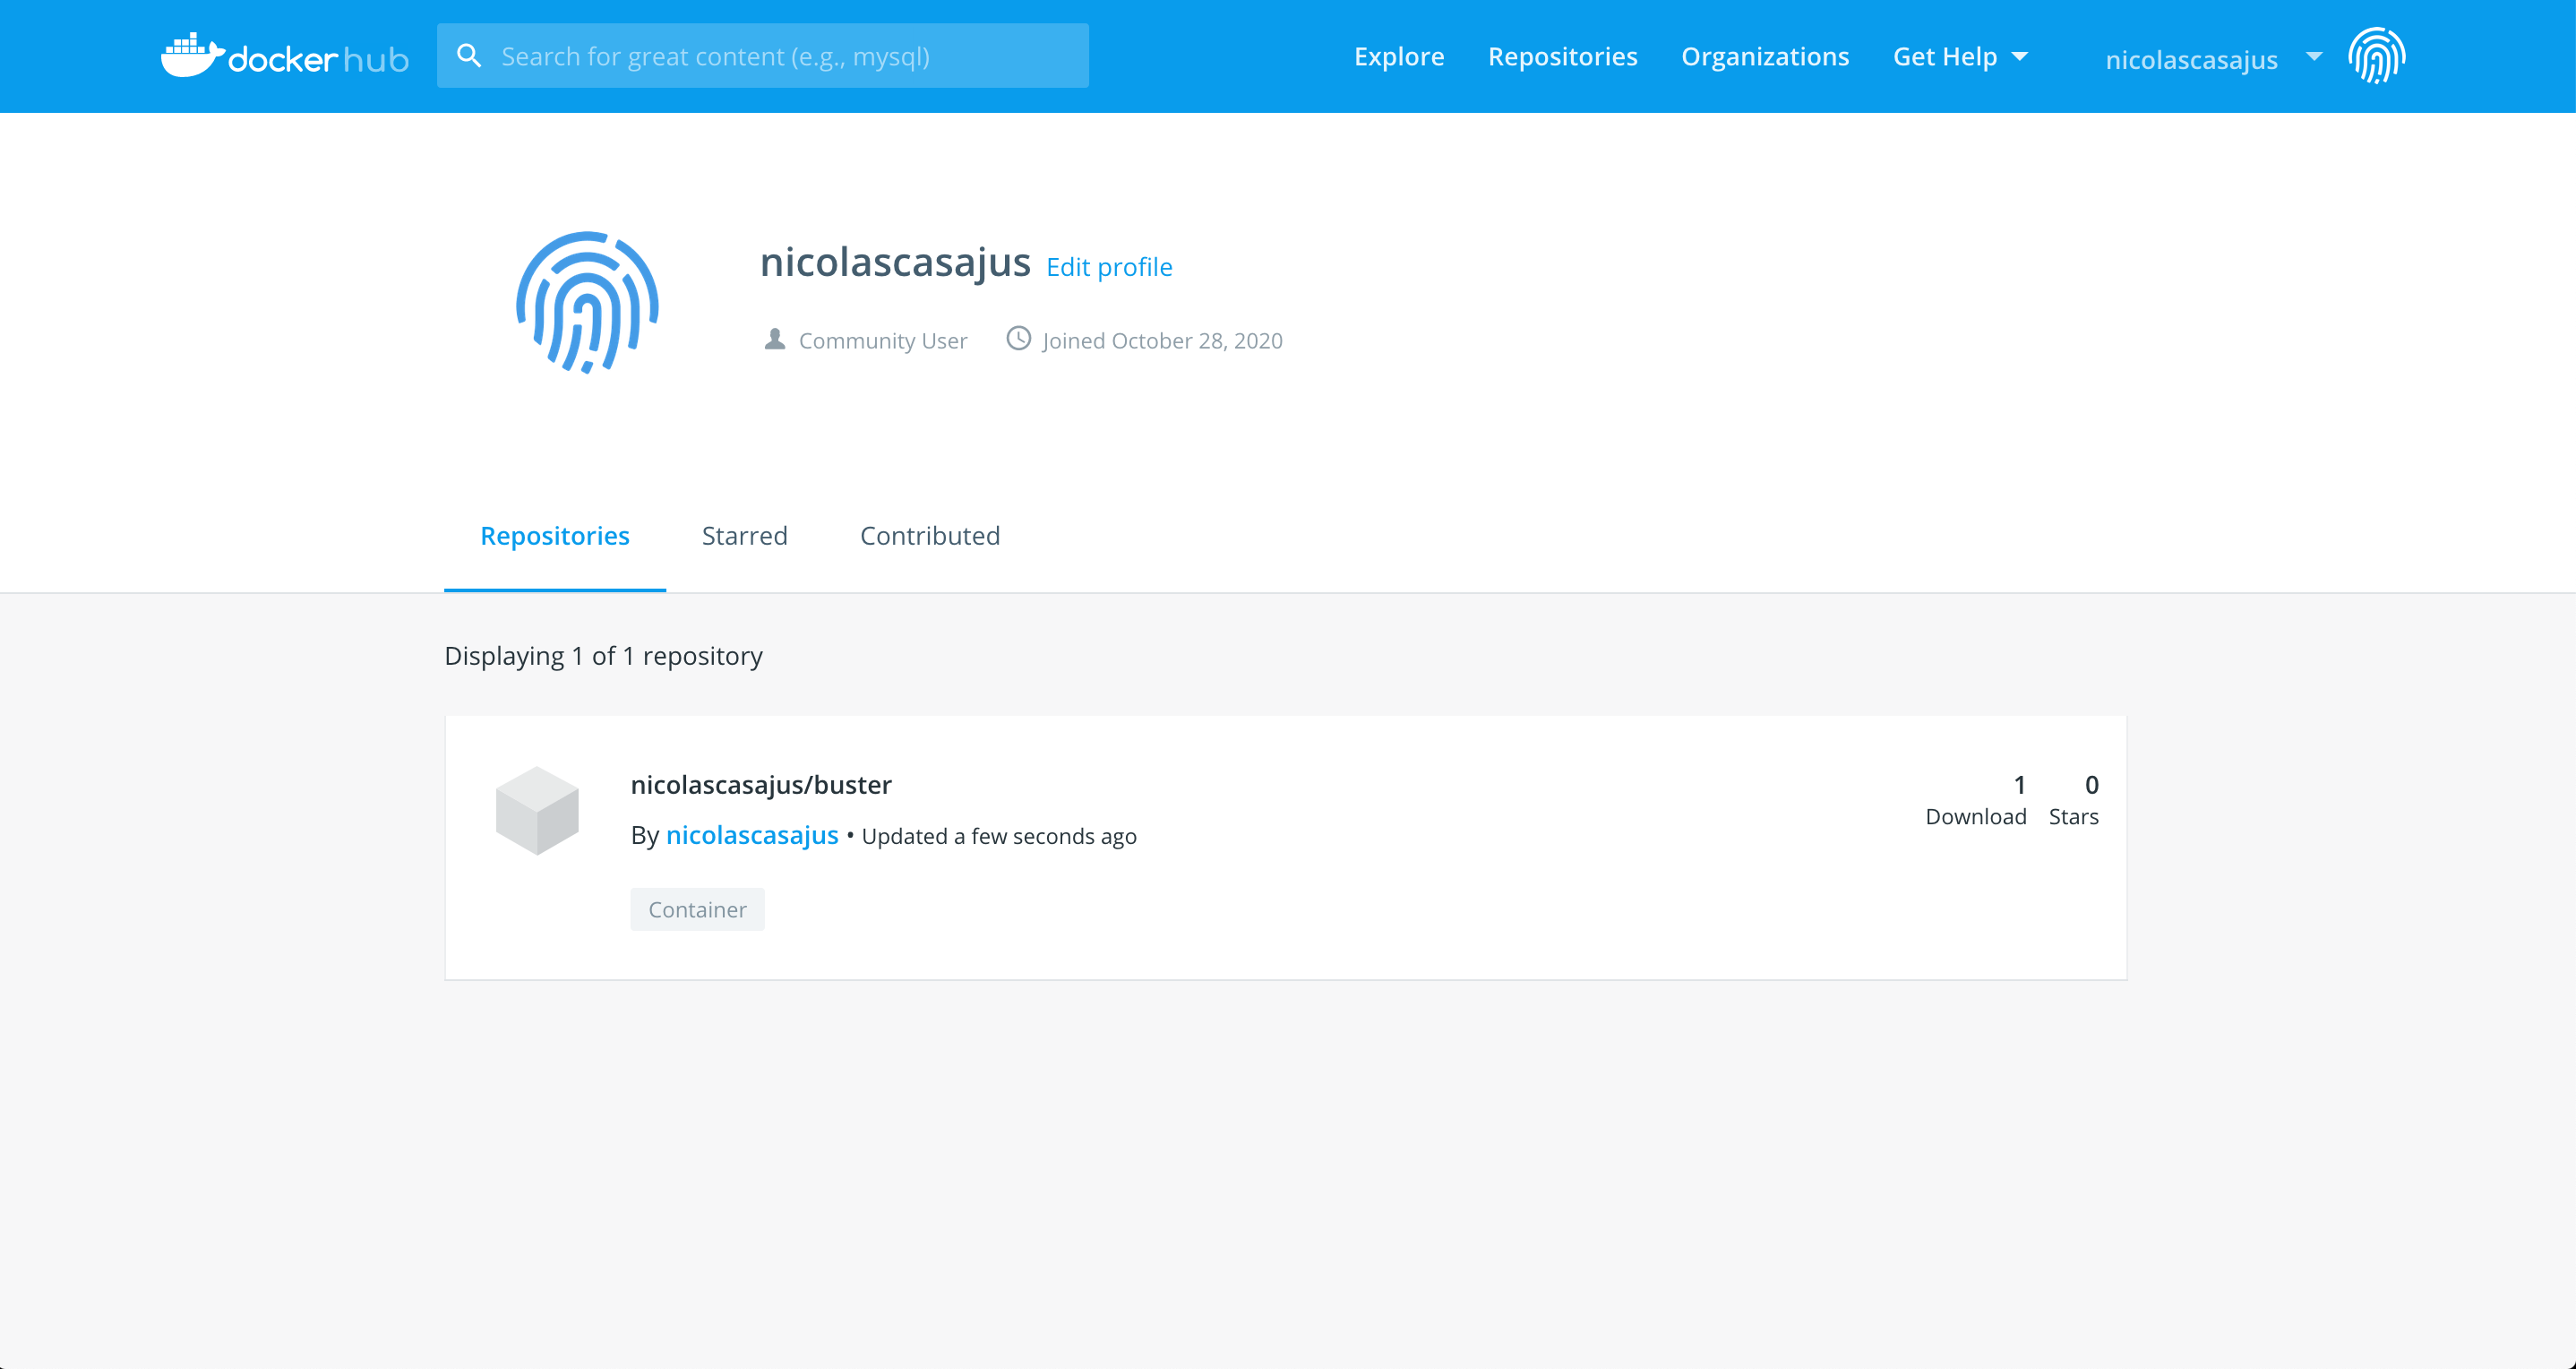 docker hub Search for great content (e.g., mysql) Explore Repositories Organizations Get Help nicolascasajus
nicolascasajus Edit profile
Community User Joined October 28, 2020
Repositories Starred Contributed
Displaying 1 of 1 repository
nicolascasajus/buster 1 0
Download Stars
By nicolascasajus • Updated a few seconds ago
Container